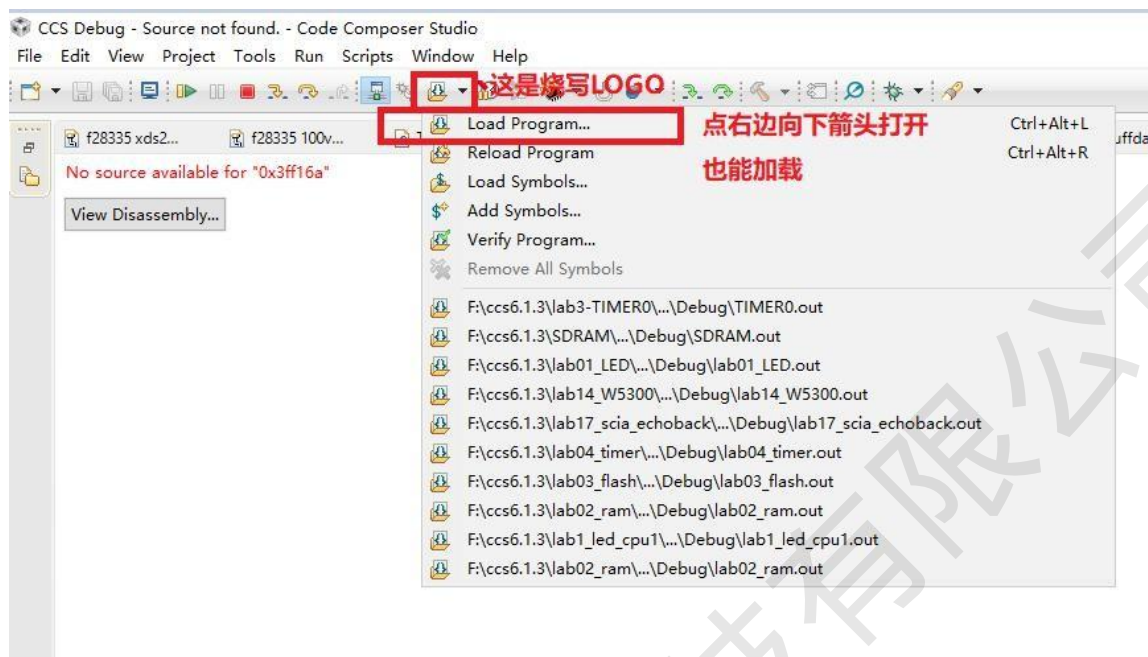 CCS Debug - Source not found. - Code Composer Studio
File Edit View Project Tools Run Scripts Window Help
这是烧写LOGO
f28335 xds2...
f28335 100v...
Load Program... Ctrl+Alt+L
点右边向下箭头打开
Reload Program Ctrl+Alt+R
也能加载
No source available for "0x3ff16a"
Load Symbols...
View Disassembly...
Add Symbols...
Verify Program...
Remove All Symbols
F:\ccs6.1.3\lab3-TIMER0\...\Debug\TIMER0.out
F:\ccs6.1.3\SDRAM\...\Debug\SDRAM.out
F:\ccs6.1.3\lab01_LED\...\Debug\lab01_LED.out
F:\ccs6.1.3\lab14_W5300\...\Debug\lab14_W5300.out
F:\ccs6.1.3\lab17_scia_echoback\...\Debug\lab17_scia_echoback.out
F:\ccs6.1.3\lab04_timer\...\Debug\lab04_timer.out
F:\ccs6.1.3\lab03_flash\...\Debug\lab03_flash.out
F:\ccs6.1.3\lab02_ram\...\Debug\lab02_ram.out
F:\ccs6.1.3\lab1_led_cpu1\...\Debug\lab1_led_cpu1.out
F:\ccs6.1.3\lab02_ram\...\Debug\lab02_ram.out
技有限公司